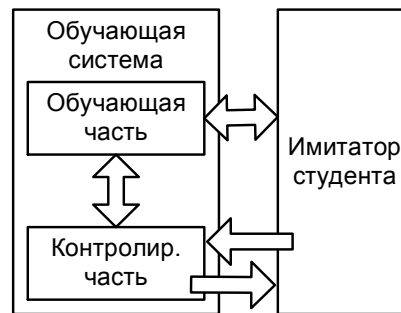 Обучающая
система
Обучающая
часть
Контролир.
часть
Имитатор
студента